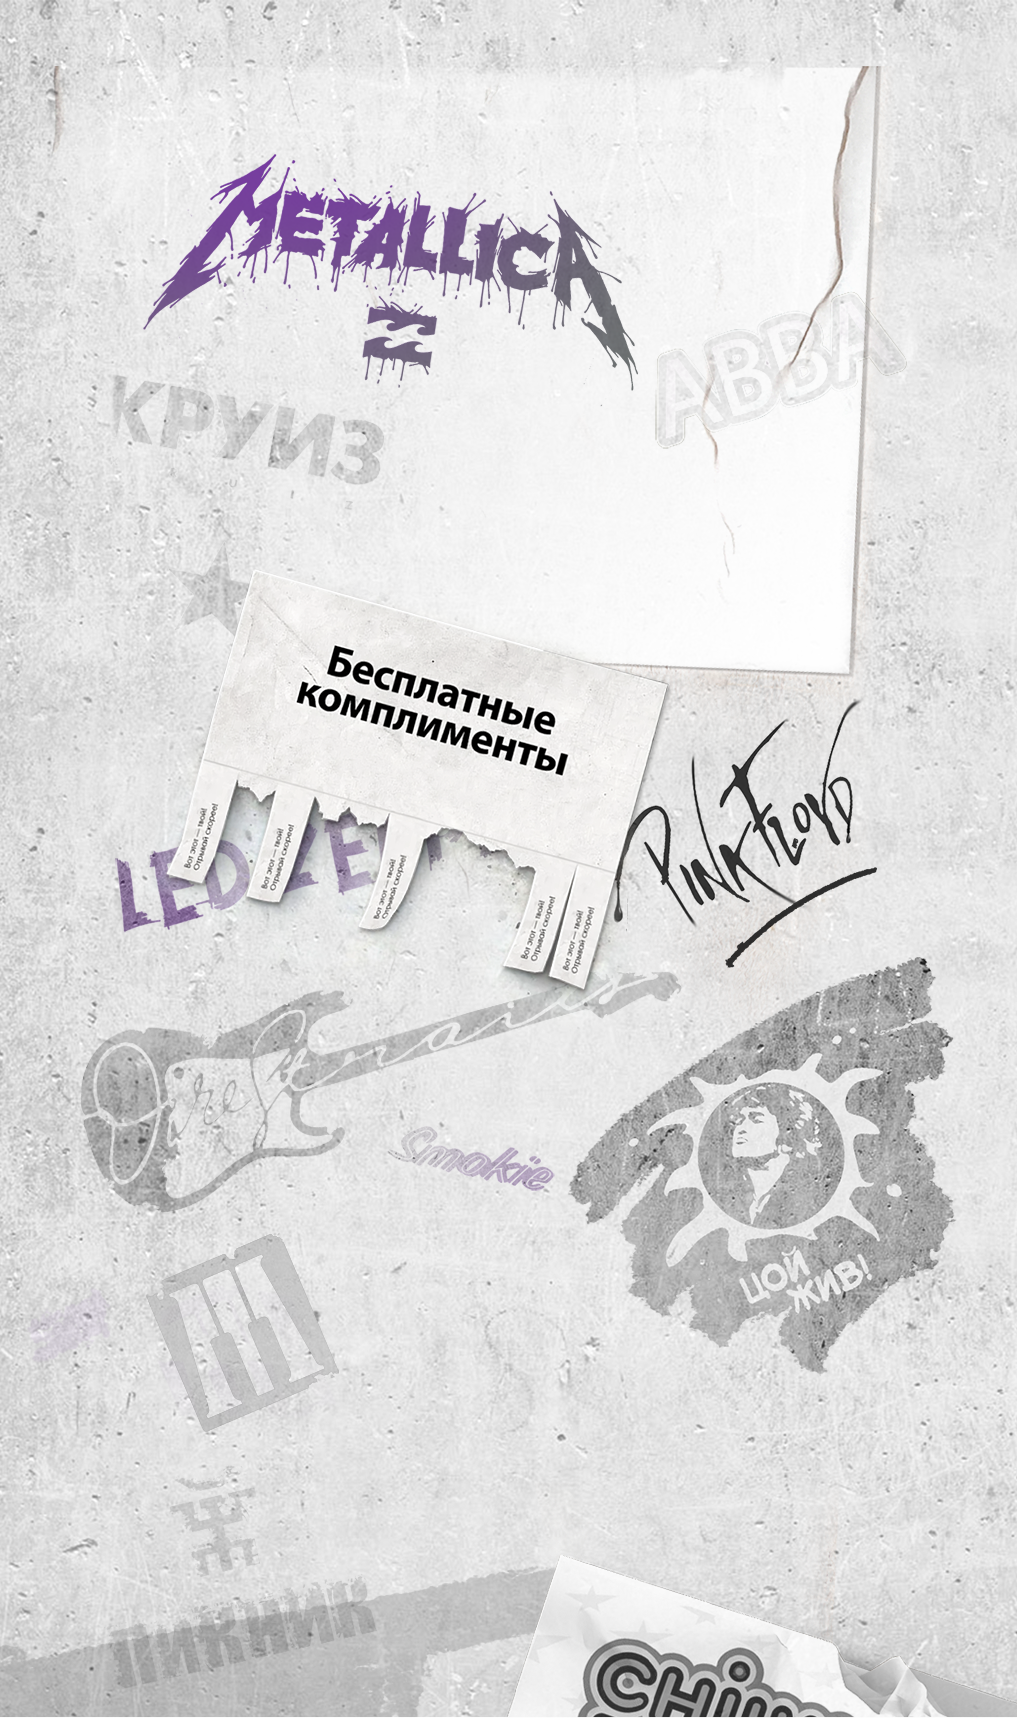 METALLICA
ABBA
КРУИЗ
Бесплатные
комплименты
Вот этот — твой!
Отрывай скорее!
Вот этот — твой!
Отрывай скорее!
Вот этот — твой!
Отрывай скорее!
Вот этот — твой!
Отрывай скорее!
Вот этот — твой!
Отрывай скорее!
LED ZE
PINK FLOYD
Dire Straits
Smokie
ЦОЙ
ЖИВ!
ПИКНИК